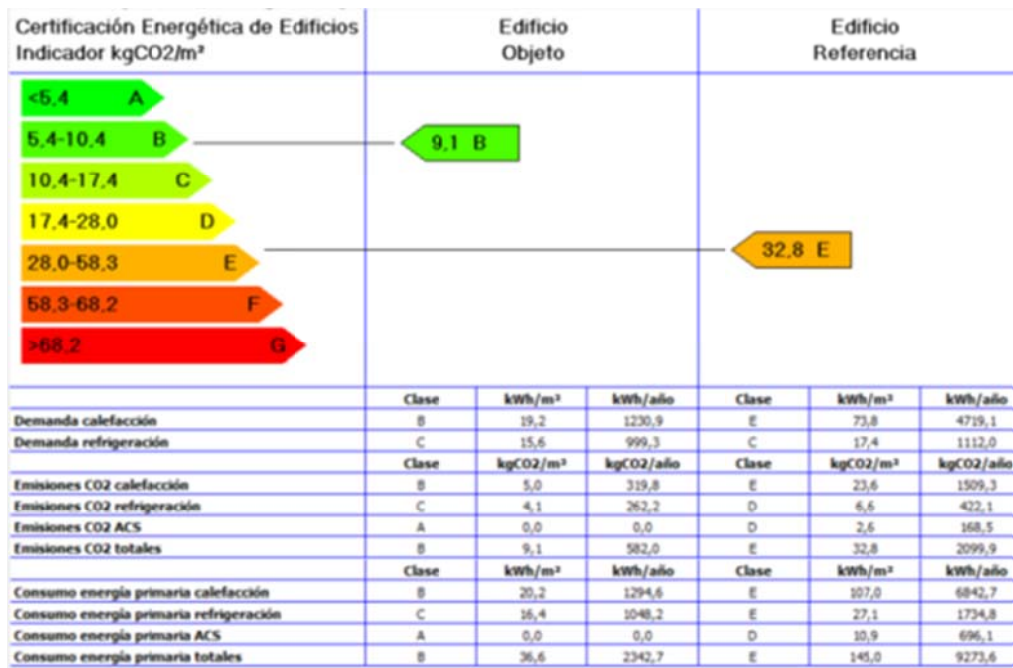 Certificación Energética de Edificios
Indicador kgCO2/m²
Edificio
Objeto
Edificio
Referencia
<5,4 A
5,4-10,4 B
9,1 B
10,4-17,4 C
17,4-28,0 D
28,0-58,3 E
32,8 E
58,3-68,2 F
>68,2 G
Clase kWh/m² kWh/año Clase kWh/m² kWh/año
Demanda calefacción B 19,2 1230,9 E 73,8 4719,1
Demanda refrigeración C 15,6 999,3 C 17,4 1112,0
Clase kgCO2/m² kgCO2/año Clase kgCO2/m² kgCO2/año
Emisiones CO2 calefacción B 5,0 319,8 E 23,6 1509,3
Emisiones CO2 refrigeración C 4,1 262,2 D 6,6 422,1
Emisiones CO2 ACS A 0,0 0,0 D 2,6 168,5
Emisiones CO2 totales B 9,1 582,0 E 32,8 2099,9
Clase kWh/m² kWh/año Clase kWh/m² kWh/año
Consumo energía primaria calefacción B 20,2 1294,6 E 107,0 6842,7
Consumo energía primaria refrigeración C 16,4 1048,2 E 27,1 1734,8
Consumo energía primaria ACS A 0,0 0,0 D 10,9 696,1
Consumo energía primaria totales B 36,6 2342,7 E 145,0 9273,6